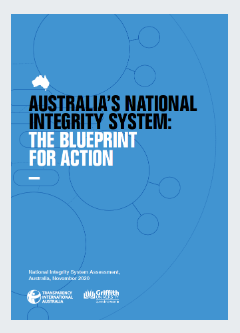 AUSTRALIA'S NATIONAL
INTEGRITY SYSTEM:
THE BLUEPRINT
FOR ACTION
National Integrity System Assessment,
Australia, November 2020
TRANSPARENCY
INTERNATIONAL
AUSTRALIA
Griffith
UNIVERSITY